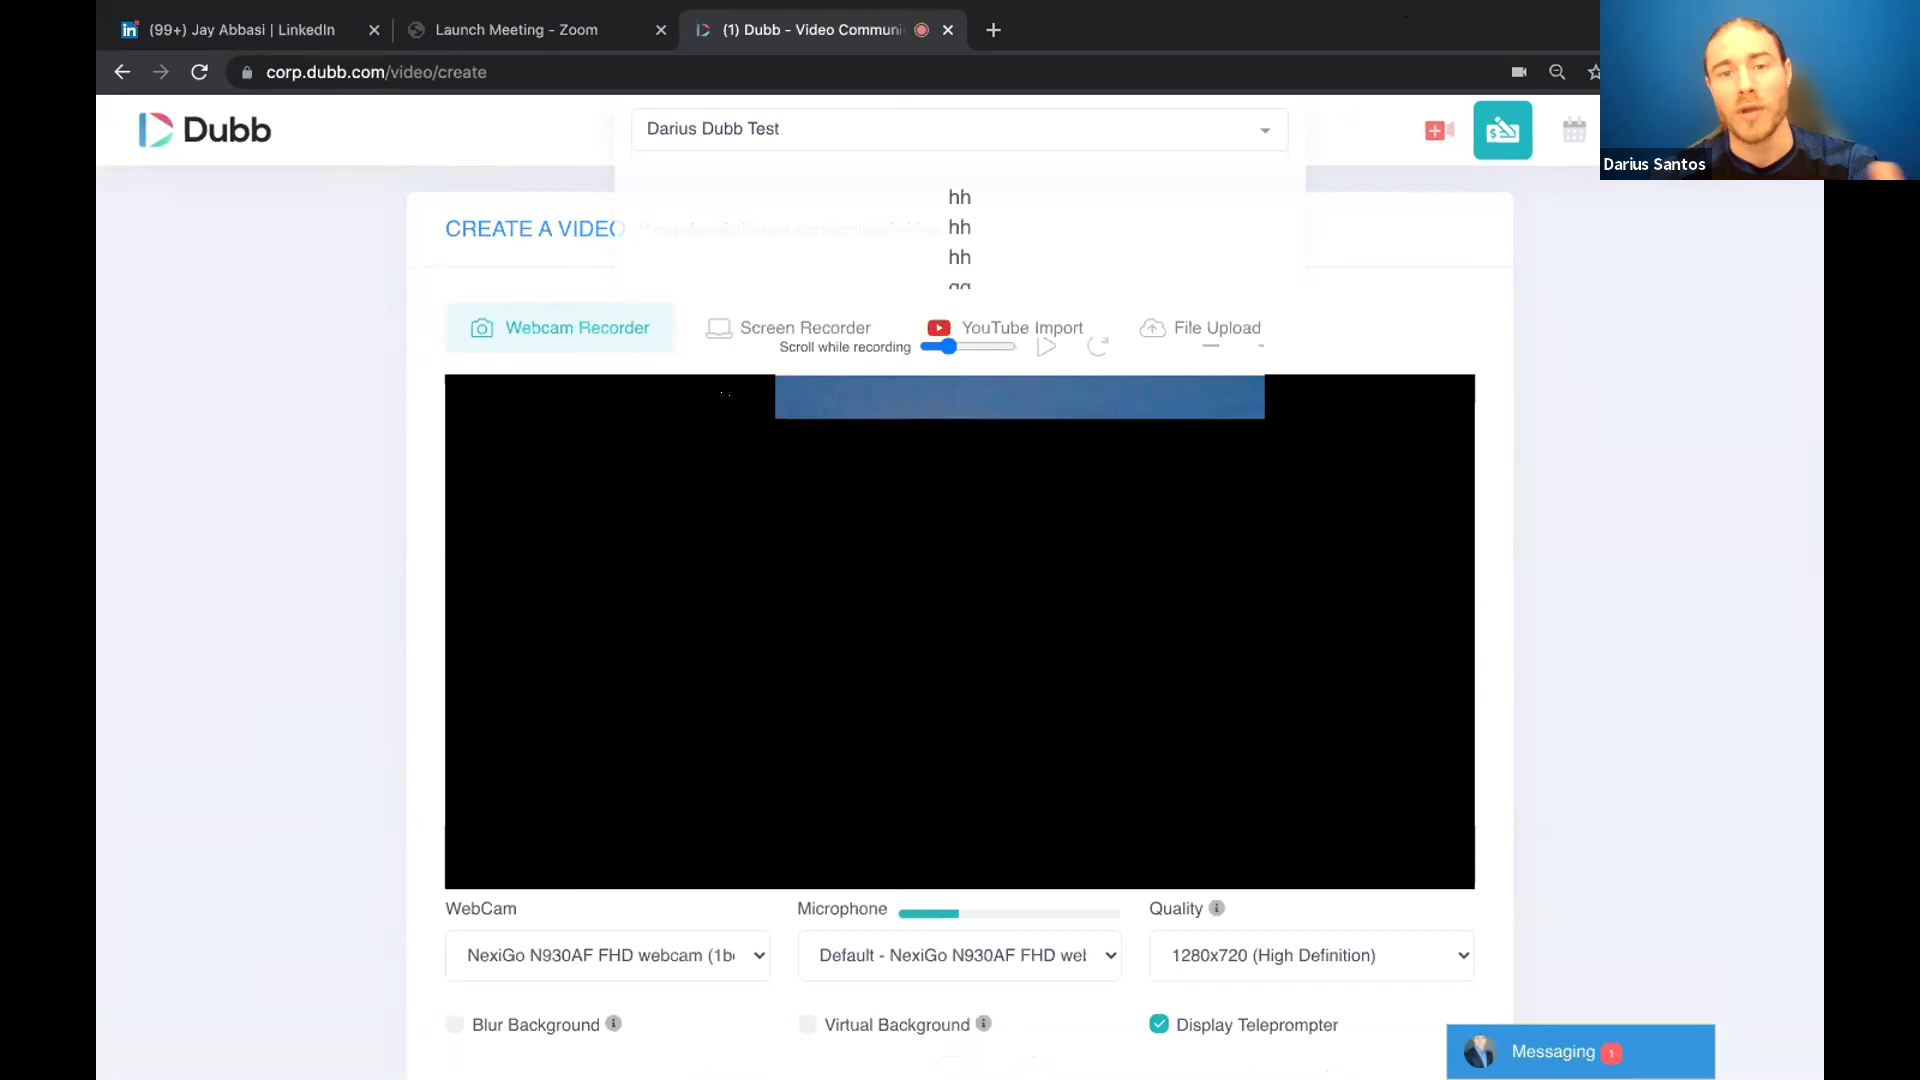 (99+) Jay Abbasi | LinkedIn
Launch Meeting - Zoom
(1) Dubb - Video Communi
corp.dubb.com/video/create
Dubb
Darius Dubb Test
$
Darius Santos
hh
hh
hh
CREATE A VIDEO
Webcam Recorder
Screen Recorder
YouTube Import
File Upload
Scroll while recording
WebCam
Microphone
Quality
NexiGo N930AF FHD webcam (1b
Default - NexiGo N930AF FHD wel
1280x720 (High Definition)
Blur Background
Virtual Background
Display Teleprompter
Messaging 1